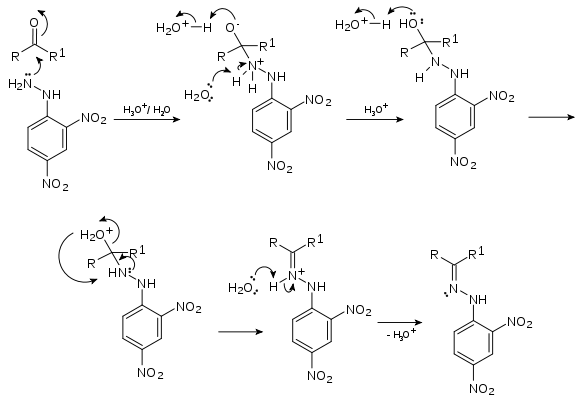 O
R R¹
H₂N̈
NH
NO₂
NO₂
H₃O⁺/ H₂O
H₂O⁺—H O⁻
R R¹
N⁺
H H NH
H₂O:
NO₂
NO₂
H₃O⁺
H₂O⁺—H HO:
R R¹
N
H NH
NO₂
NO₂
H₂O⁺
R R¹
HN:
NH
NO₂
NO₂
R R¹
H N⁺
H₂O:
NH
NO₂
NO₂
- H₃O⁺
R R¹
N
NH
NO₂
NO₂